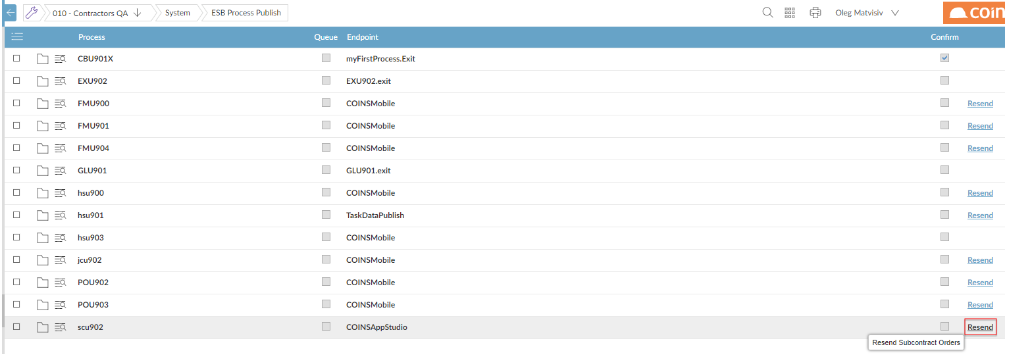 010 - Contractors QA System ESB Process Publish Oleg Matvisiv COin
Process Queue Endpoint Confirm
CBU901X myFirstProcess.Exit
EXU902 EXU902.exit
FMU900 COINSMobile Resend
FMU901 COINSMobile Resend
FMU904 COINSMobile Resend
GLU901 GLU901.exit
hsu900 COINSMobile Resend
hsu901 TaskDataPublish Resend
hsu903 COINSMobile
jcu902 COINSMobile Resend
POU902 COINSMobile Resend
POU903 COINSMobile Resend
scu902 COINSAppStudio Resend
Resend Subcontract Orders